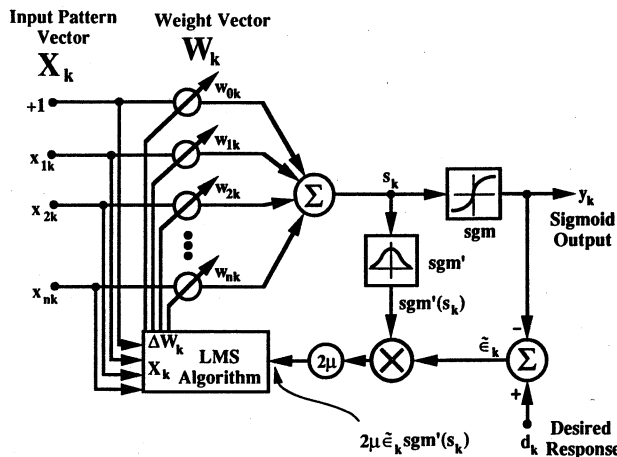 Input Pattern Vector
X_k
Weight Vector
W_k
+1
w_0k
x_1k
w_1k
x_2k
w_2k
x_nk
w_nk
Σ
s_k
sgm
y_k
Sigmoid Output
sgm'
sgm'(s_k)
ΔW_k
X_k
LMS Algorithm
2μ
×
ε̃_k
-
Σ
+
d_k
Desired Response
2με̃_k sgm'(s_k)